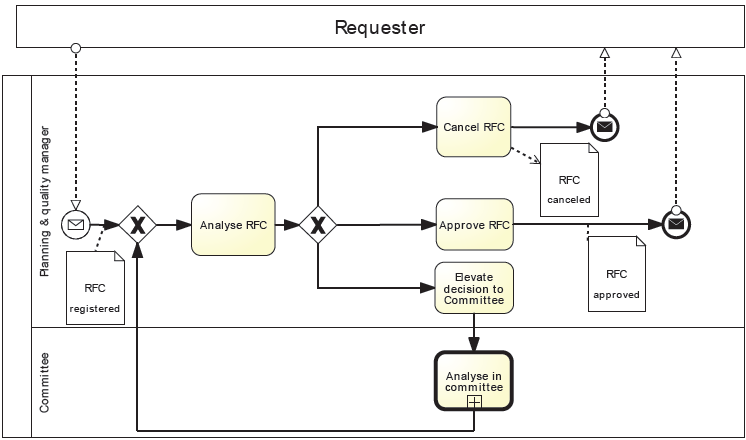 Requester
Planning & quality manager
Cancel RFC
RFC
canceled
Analyse RFC
Approve RFC
RFC
registered
Elevate
decision to
Committee
RFC
approved
Committee
Analyse in
committee